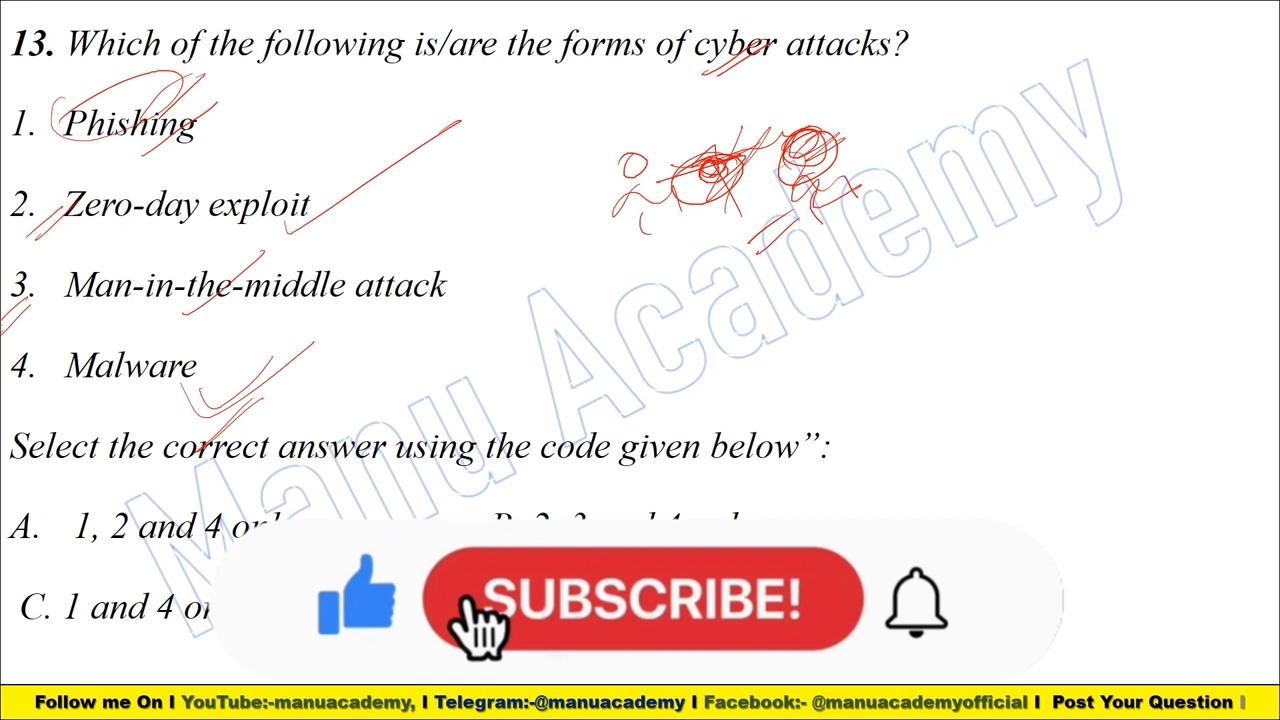 13. Which of the following is/are the forms of cyber attacks?
1. Phishing
2. Zero-day exploit
3. Man-in-the-middle attack
4. Malware
Select the correct answer using the code given below”:
A. 1, 2 and 4
C. 1 and 4
SUBSCRIBE!
Manu Academy
Follow me On I YouTube:-manuacademy, I Telegram:-@manuacademy I Facebook:- @manuacademyofficial I Post Your Question I